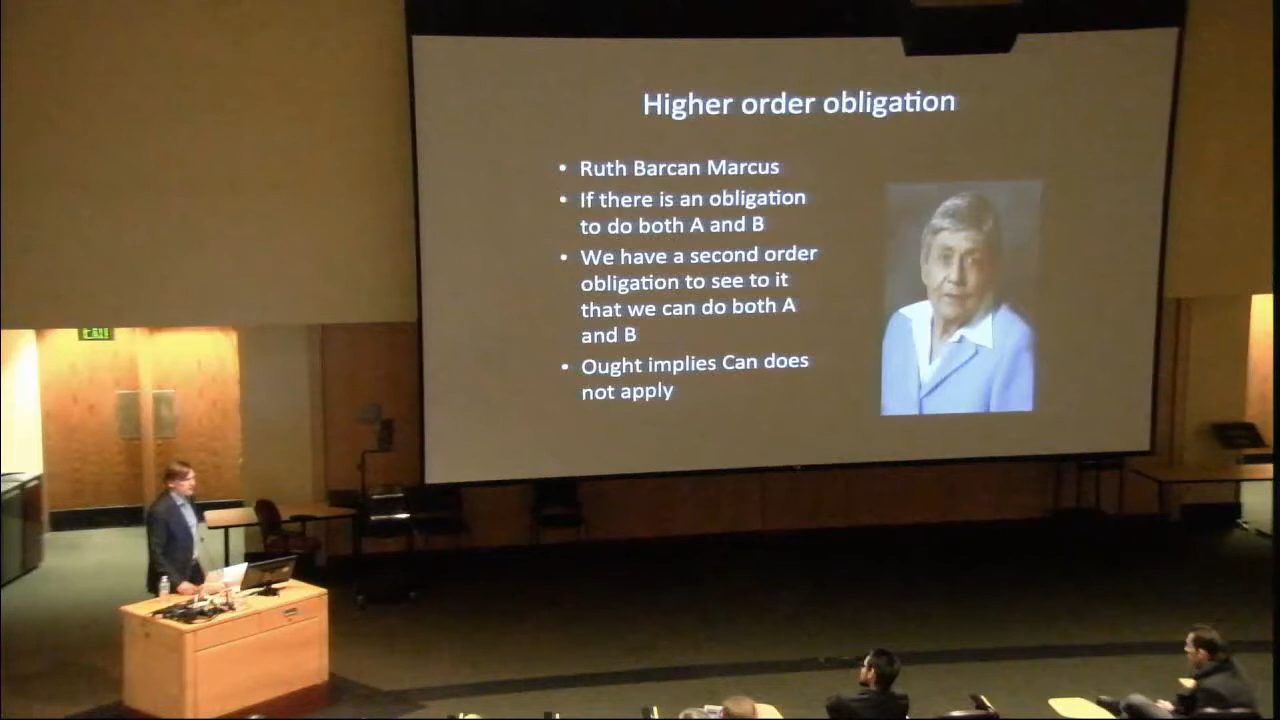 Higher order obligation
• Ruth Barcan Marcus
• If there is an obligation
to do both A and B
• We have a second order
obligation to see to it
that we can do both A
and B
• Ought implies Can does
not apply
EXIT